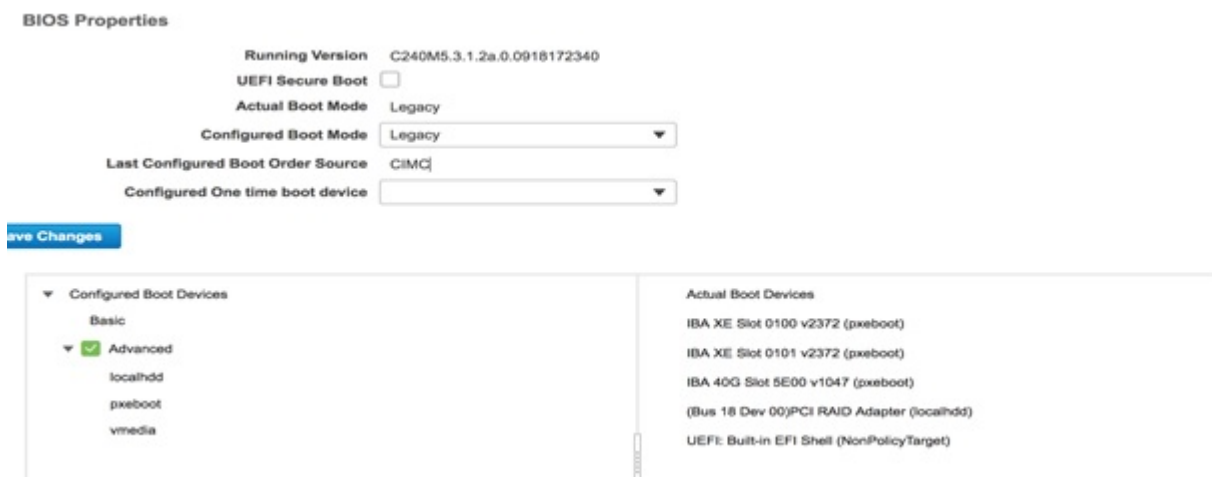 BIOS Properties
Running Version C240M5.3.1.2a.0.0918172340
UEFI Secure Boot
Actual Boot Mode Legacy
Configured Boot Mode Legacy
Last Configured Boot Order Source CIMC
Configured One time boot device
ave Changes
Configured Boot Devices
Basic
Advanced
localhdd
pxeboot
vmedia
Actual Boot Devices
IBA XE Slot 0100 v2372 (pxeboot)
IBA XE Slot 0101 v2372 (pxeboot)
IBA 40G Slot 5E00 v1047 (pxeboot)
(Bus 18 Dev 00)PCI RAID Adapter (localhdd)
UEFI: Built-in EFI Shell (NonPolicyTarget)